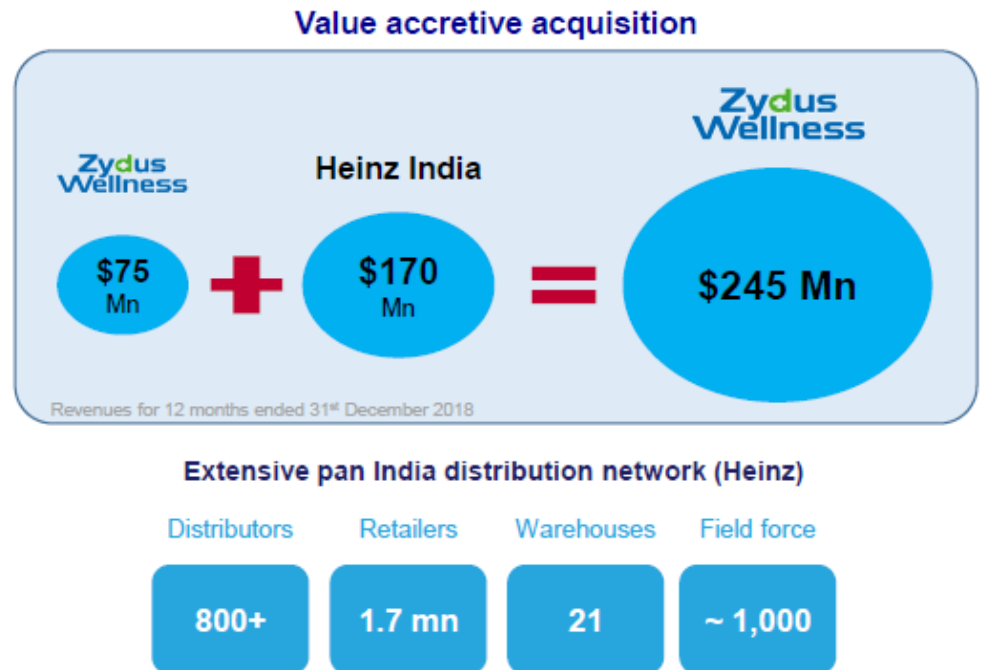 Value accretive acquisition
Zydus
Wellness
Zydus
Wellness
Heinz India
$75
Mn
$170
Mn
$245 Mn
Revenues for 12 months ended 31st December 2018
Extensive pan India distribution network (Heinz)
Distributors Retailers Warehouses Field force
800+ 1.7 mn 21 ~ 1,000